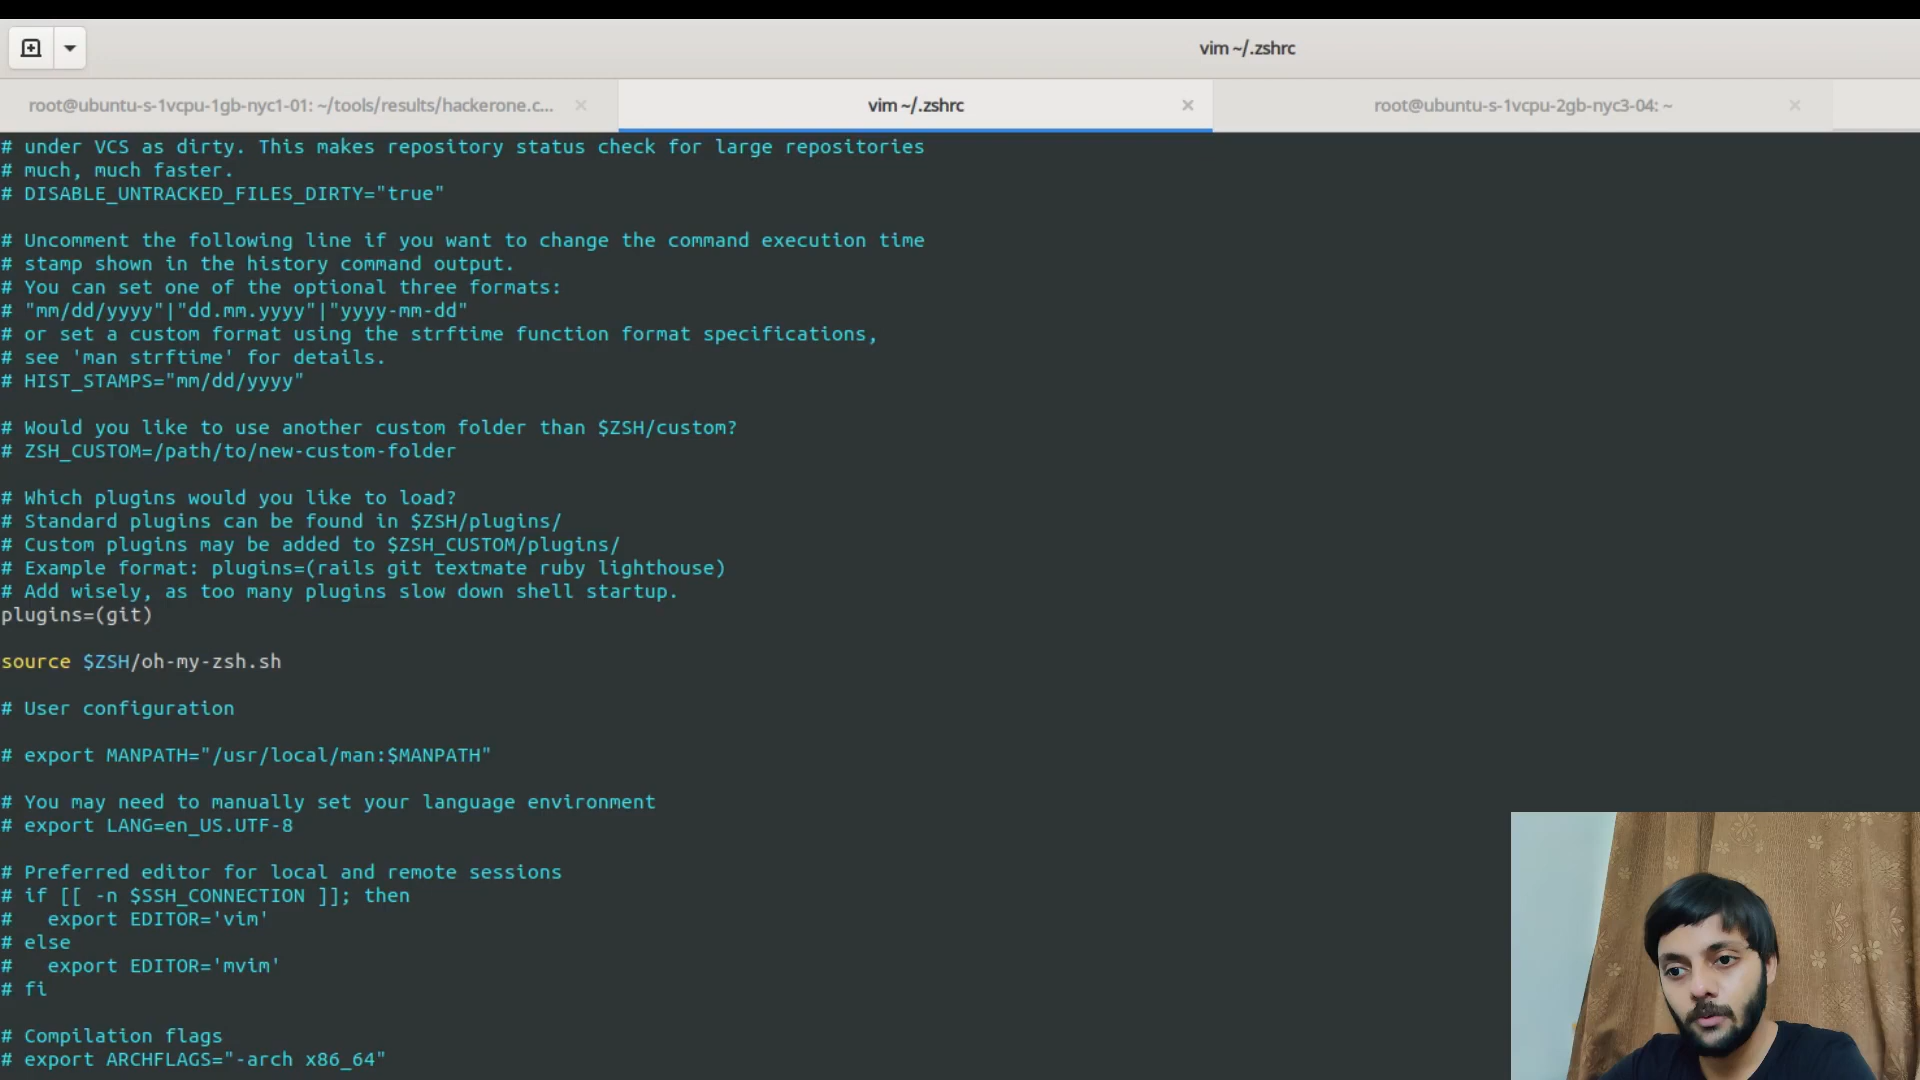 vim ~/.zshrc
root@ubuntu-s-1vcpu-1gb-nyc1-01: ~/tools/results/hackerone.c...
vim ~/.zshrc
root@ubuntu-s-1vcpu-2gb-nyc3-04: ~
# under VCS as dirty. This makes repository status check for large repositories
# much, much faster.
# DISABLE_UNTRACKED_FILES_DIRTY="true"
# Uncomment the following line if you want to change the command execution time
# stamp shown in the history command output.
# You can set one of the optional three formats:
# "mm/dd/yyyy"|"dd.mm.yyyy"|"yyyy-mm-dd"
# or set a custom format using the strftime function format specifications,
# see 'man strftime' for details.
# HIST_STAMPS="mm/dd/yyyy"
# Would you like to use another custom folder than $ZSH/custom?
# ZSH_CUSTOM=/path/to/new-custom-folder
# Which plugins would you like to load?
# Standard plugins can be found in $ZSH/plugins/
# Custom plugins may be added to $ZSH_CUSTOM/plugins/
# Example format: plugins=(rails git textmate ruby lighthouse)
# Add wisely, as too many plugins slow down shell startup.
plugins=(git)
source $ZSH/oh-my-zsh.sh
# User configuration
# export MANPATH="/usr/local/man:$MANPATH"
# You may need to manually set your language environment
# export LANG=en_US.UTF-8
# Preferred editor for local and remote sessions
# if [[ -n $SSH_CONNECTION ]]; then
#   export EDITOR='vim'
# else
#   export EDITOR='mvim'
# fi
# Compilation flags
# export ARCHFLAGS="-arch x86_64"